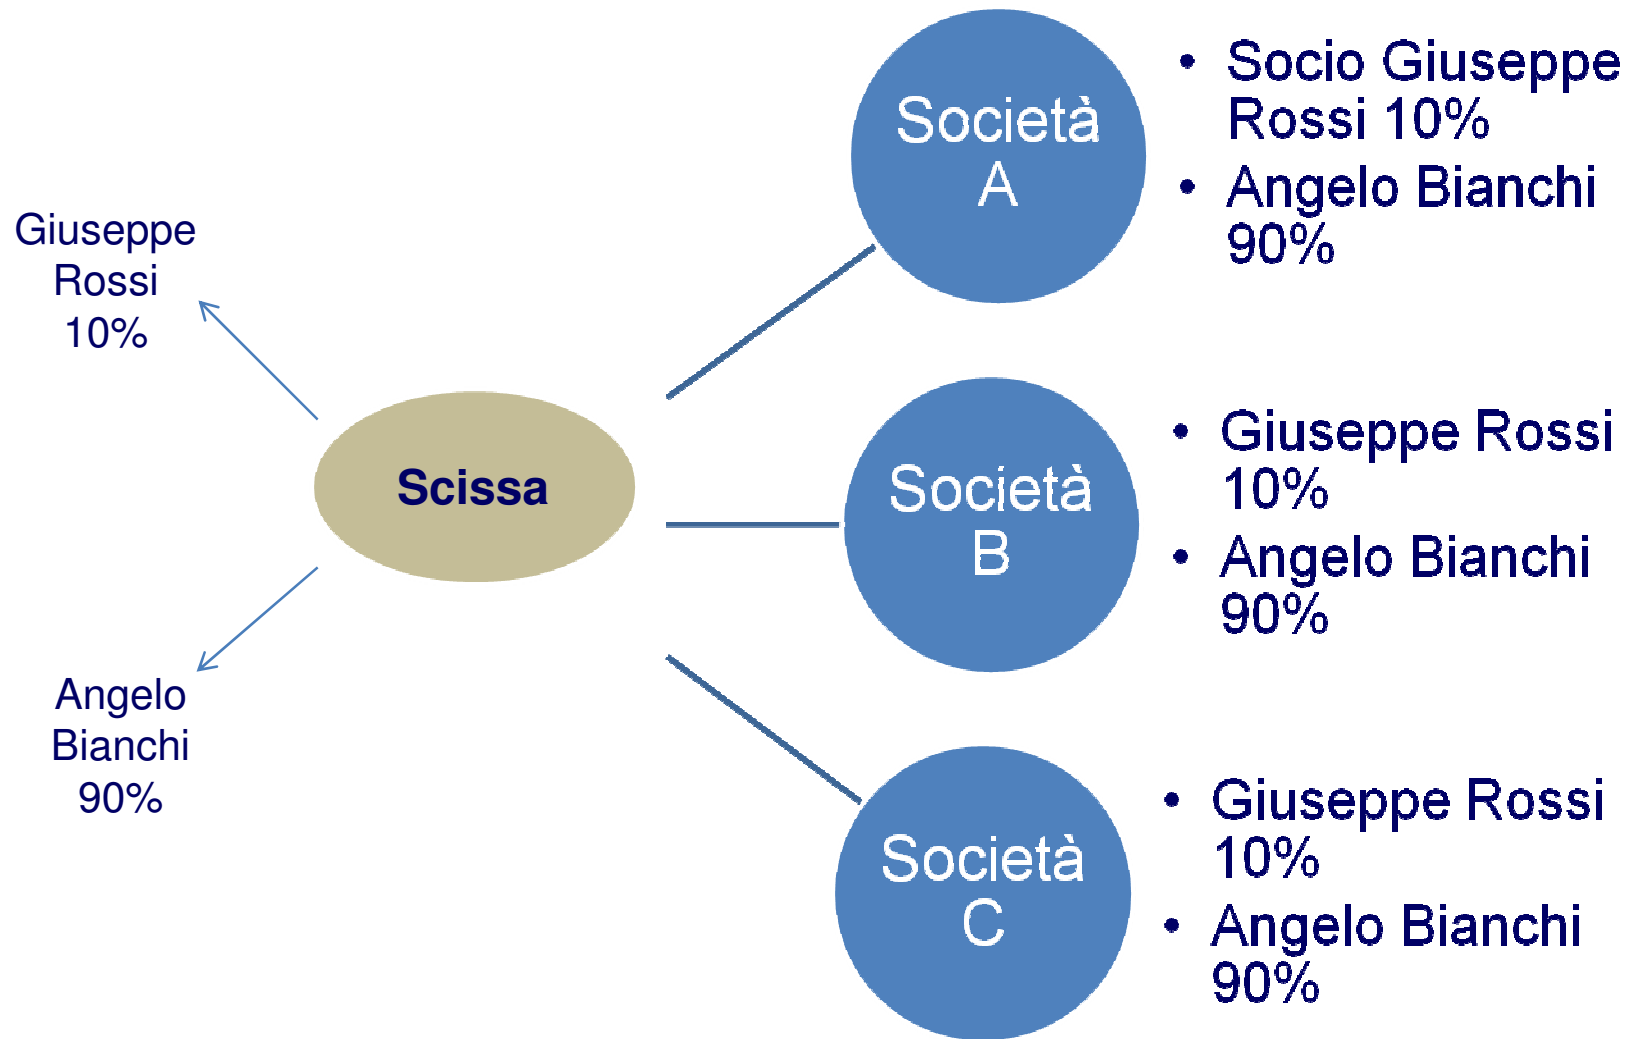 Giuseppe
Rossi
10%
Scissa
Angelo
Bianchi
90%
Società
A
• Socio Giuseppe
Rossi 10%
• Angelo Bianchi
90%
Società
B
• Giuseppe Rossi
10%
• Angelo Bianchi
90%
Società
C
• Giuseppe Rossi
10%
• Angelo Bianchi
90%